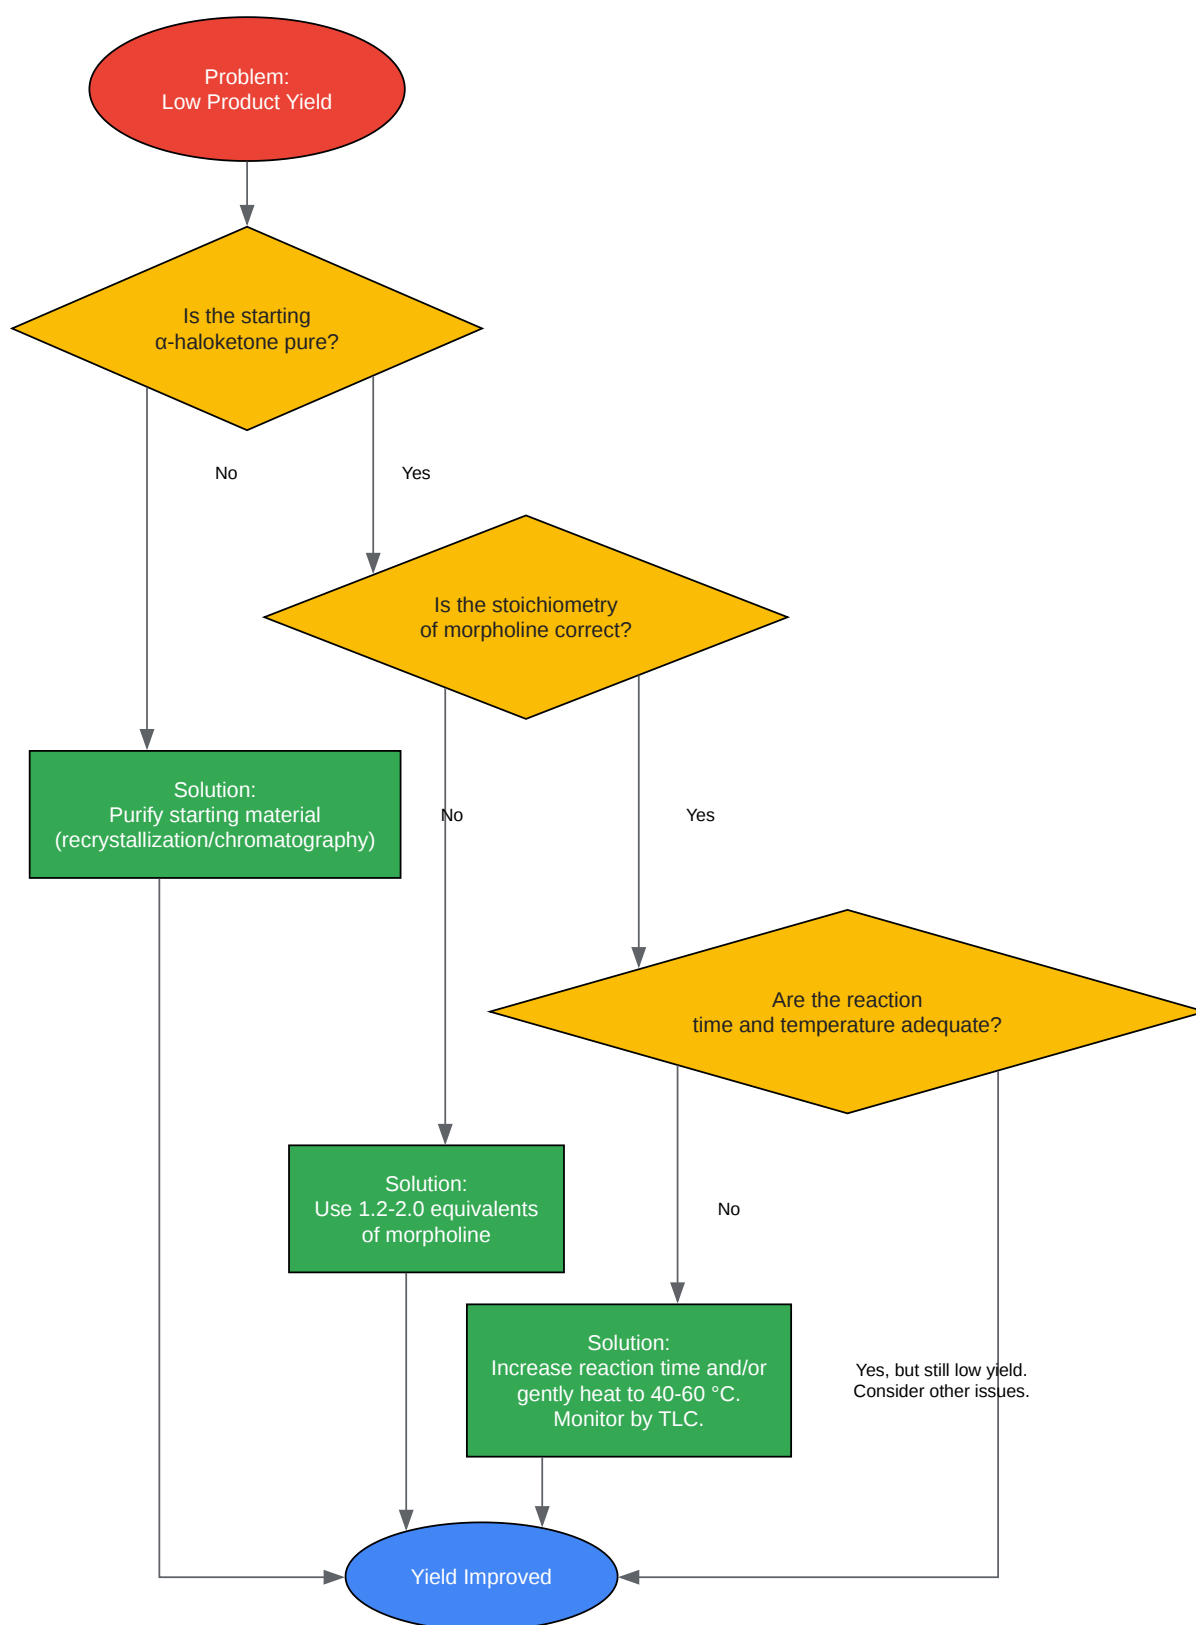 Problem:
Low Product Yield
Is the starting
α-haloketone pure?
No
Yes
Is the stoichiometry
of morpholine correct?
Solution:
Purify starting material
(recrystallization/chromatography)
No
Yes
Are the reaction
time and temperature adequate?
Solution:
Use 1.2-2.0 equivalents
of morpholine
No
Solution:
Increase reaction time and/or
gently heat to 40-60 °C.
Monitor by TLC.
Yes, but still low yield.
Consider other issues.
Yield Improved